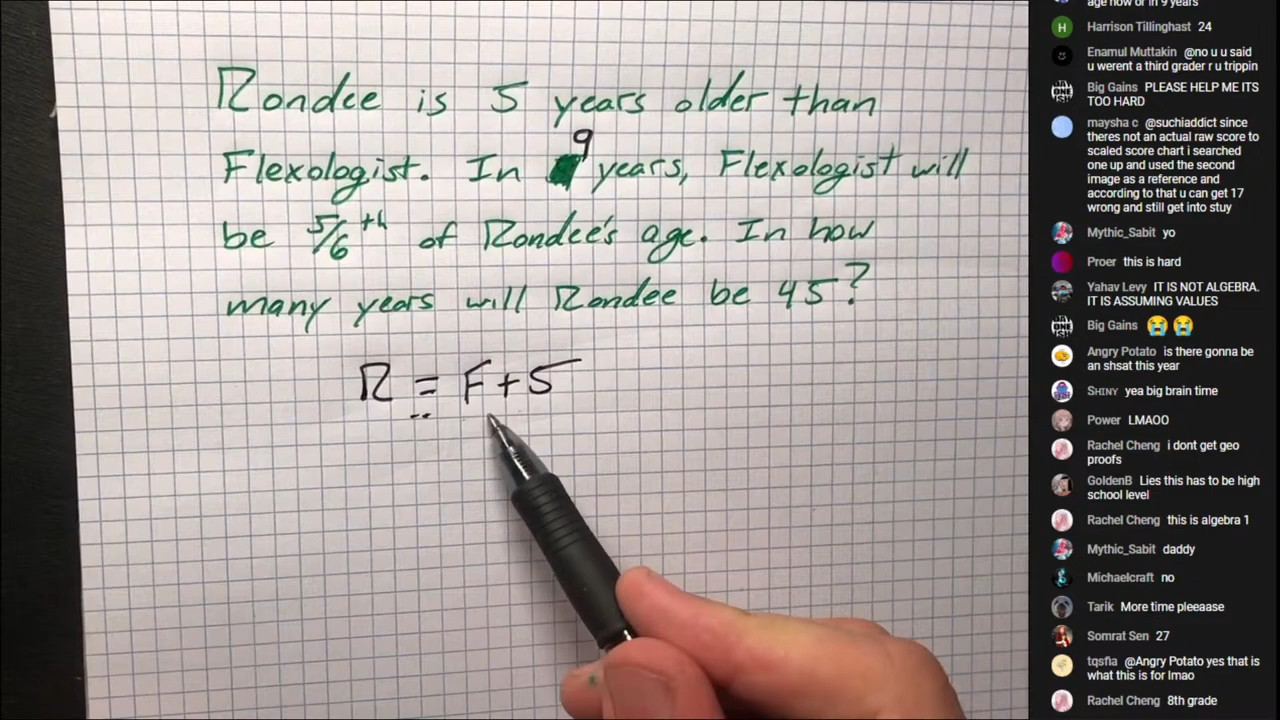 Rondee is 5 years older than
Flexologist. In 9 years, Flexologist will
be 5/6th of Rondee's age. In how
many years will Rondee be 45?
R = F+5
age now or in 9 years
H
Harrison Tillinghast 24
Enamul Muttakin @no u u said
u werent a third grader r u trippin
Big Gains PLEASE HELP ME ITS
TOO HARD
maysha c @suchiaddict since
theres not an actual raw score to
scaled score chart i searched
one up and used the second
image as a reference and
according to that u can get 17
wrong and still get into stuy
Mythic_Sabit yo
Proer this is hard
Yahav Levy IT IS NOT ALGEBRA.
IT IS ASSUMING VALUES
Big Gains 😭😭
Angry Potato is there gonna be
an shsat this year
SHINY yea big brain time
Power LMAOO
Rachel Cheng i dont get geo
proofs
GoldenB Lies this has to be high
school level
Rachel Cheng this is algebra 1
Mythic_Sabit daddy
Michaelcraft no
Tarik More time pleeaase
Somrat Sen 27
tqsfia @Angry Potato yes that is
what this is for lmao
Rachel Cheng 8th grade